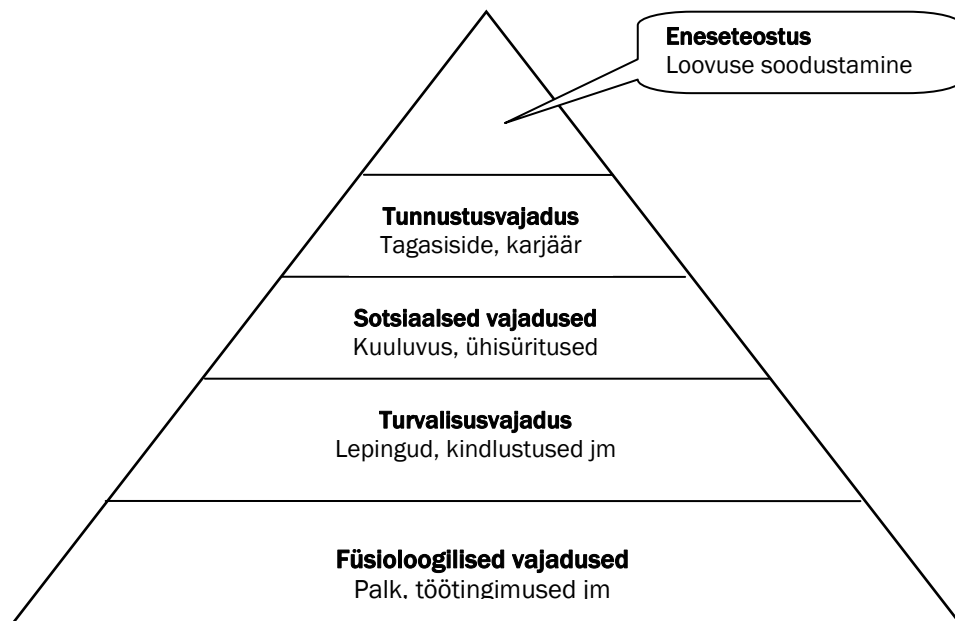 Eneseteostus
Loovuse soodustamine
Tunnustusvajadus
Tagasiside, karjäär
Sotsiaalsed vajadused
Kuuluvus, ühisüritused
Turvalisusvajadus
Lepingud, kindlustused jm
Füsioloogilised vajadused
Palk, töötingimused jm